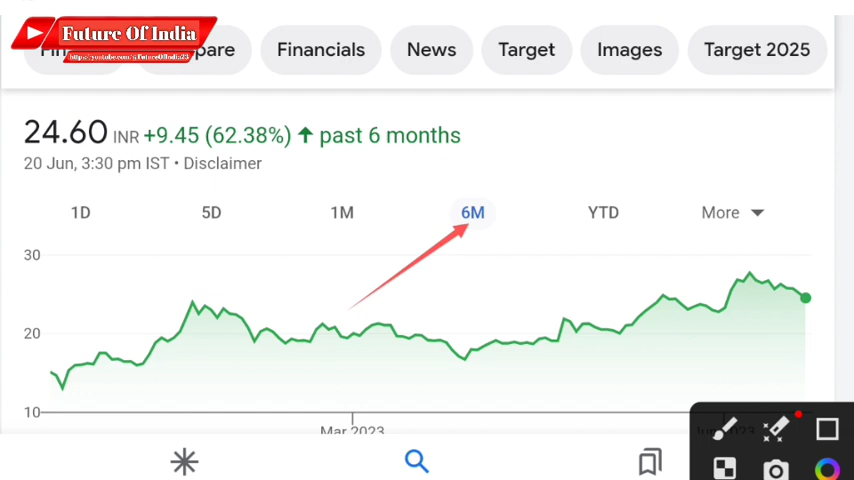 Future Of India
Financials
News
Target
Images
Target 2025
24.60 INR +9.45 (62.38%) ↑ past 6 months
20 Jun, 3:30 pm IST • Disclaimer
1D
5D
1M
6M
YTD
More
30
20
10
Mar 2023